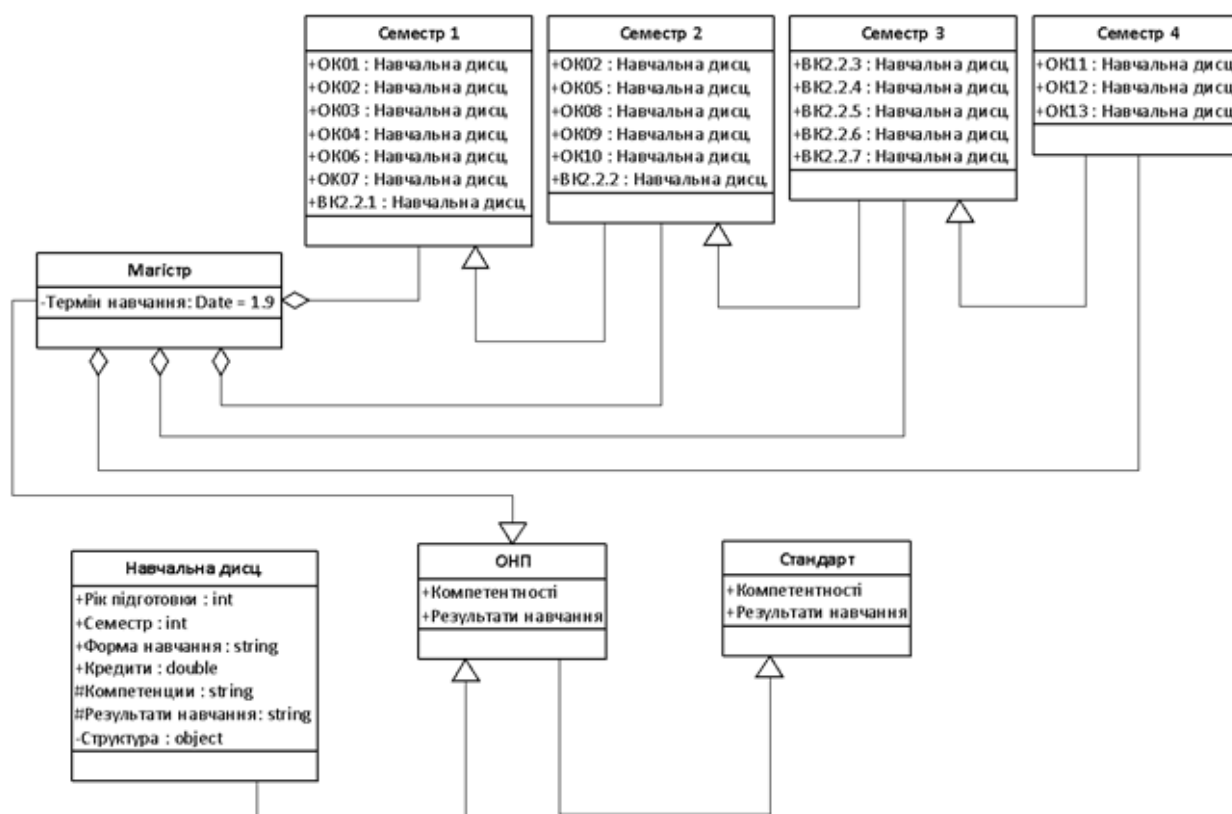 Семестр 1
+ОК01 : Навчальна дисц,
+ОК02 : Навчальна дисц,
+ОК03 : Навчальна дисц,
+ОК04 : Навчальна дисц,
+ОК06 : Навчальна дисц,
+ОК07 : Навчальна дисц,
+ВК2.2.1 : Навчальна дисц,
Семестр 2
+ОК02 : Навчальна дисц,
+ОК05 : Навчальна дисц,
+ОК08 : Навчальна дисц,
+ОК09 : Навчальна дисц,
+ОК10 : Навчальна дисц,
+ВК2.2.2 : Навчальна дисц,
Семестр 3
+ВК2.2.3 : Навчальна дисц,
+ВК2.2.4 : Навчальна дисц,
+ВК2.2.5 : Навчальна дисц,
+ВК2.2.6 : Навчальна дисц,
+ВК2.2.7 : Навчальна дисц,
Семестр 4
+ОК11 : Навчальна дисц
+ОК12 : Навчальна дисц
+ОК13 : Навчальна дисц
Магістр
-Термін навчання: Date = 1.9
Навчальна дисц,
+Рік підготовки : int
+Семестр : int
+Форма навчання : string
+Кредити : double
#Компетенции : string
#Результати навчання : string
-Структура : object
ОНП
+Компетентності
+Результати навчання
Стандарт
+Компетентності
+Результати навчання